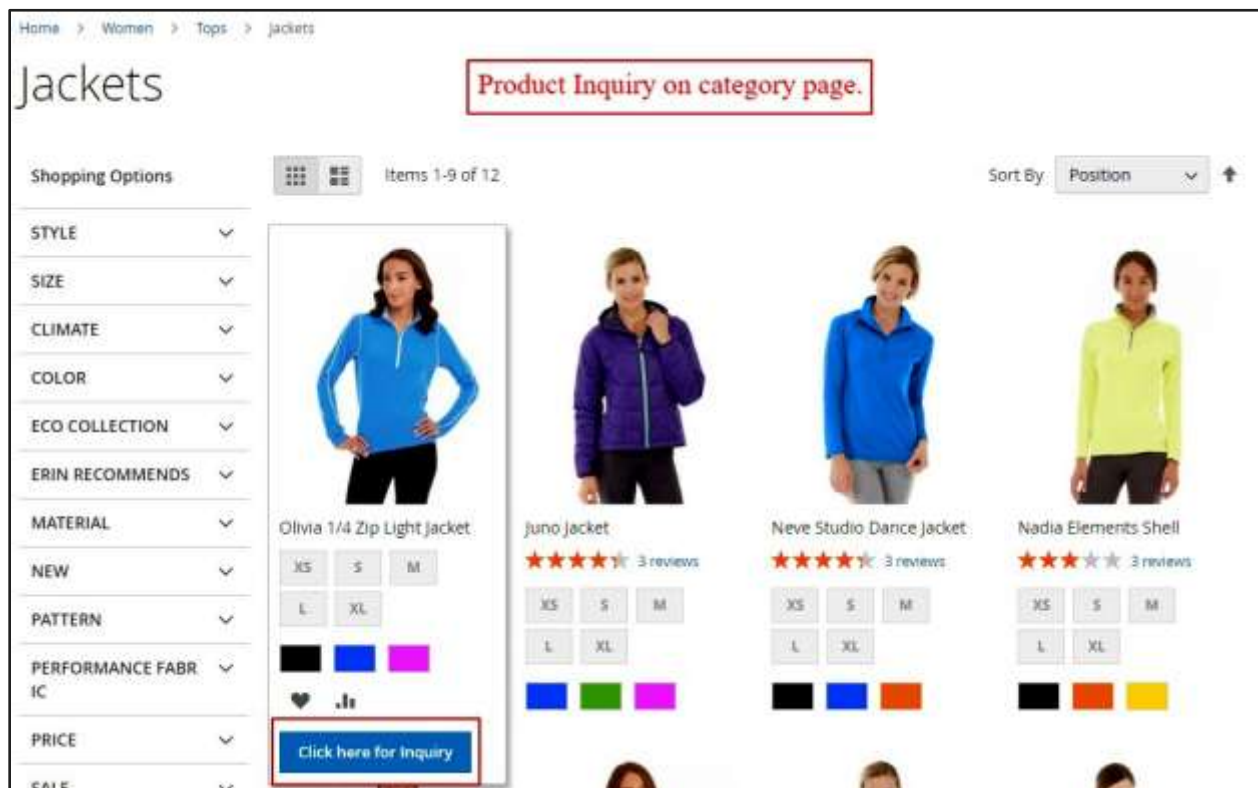 Home > Women > Tops > Jackets
Jackets
Product Inquiry on category page.
Shopping Options
Items 1-9 of 12
Sort By Position
STYLE
SIZE
CLIMATE
COLOR
ECO COLLECTION
ERIN RECOMMENDS
MATERIAL
NEW
PATTERN
PERFORMANCE FABR
IC
PRICE
SALE
Olivia 1/4 Zip Light Jacket
XS S M
L XL
Click here for Inquiry
Juno Jacket
3 reviews
XS S M
L XL
Neve Studio Dance Jacket
3 reviews
XS S M
L XL
Nadia Elements Shell
3 reviews
XS S M
L XL